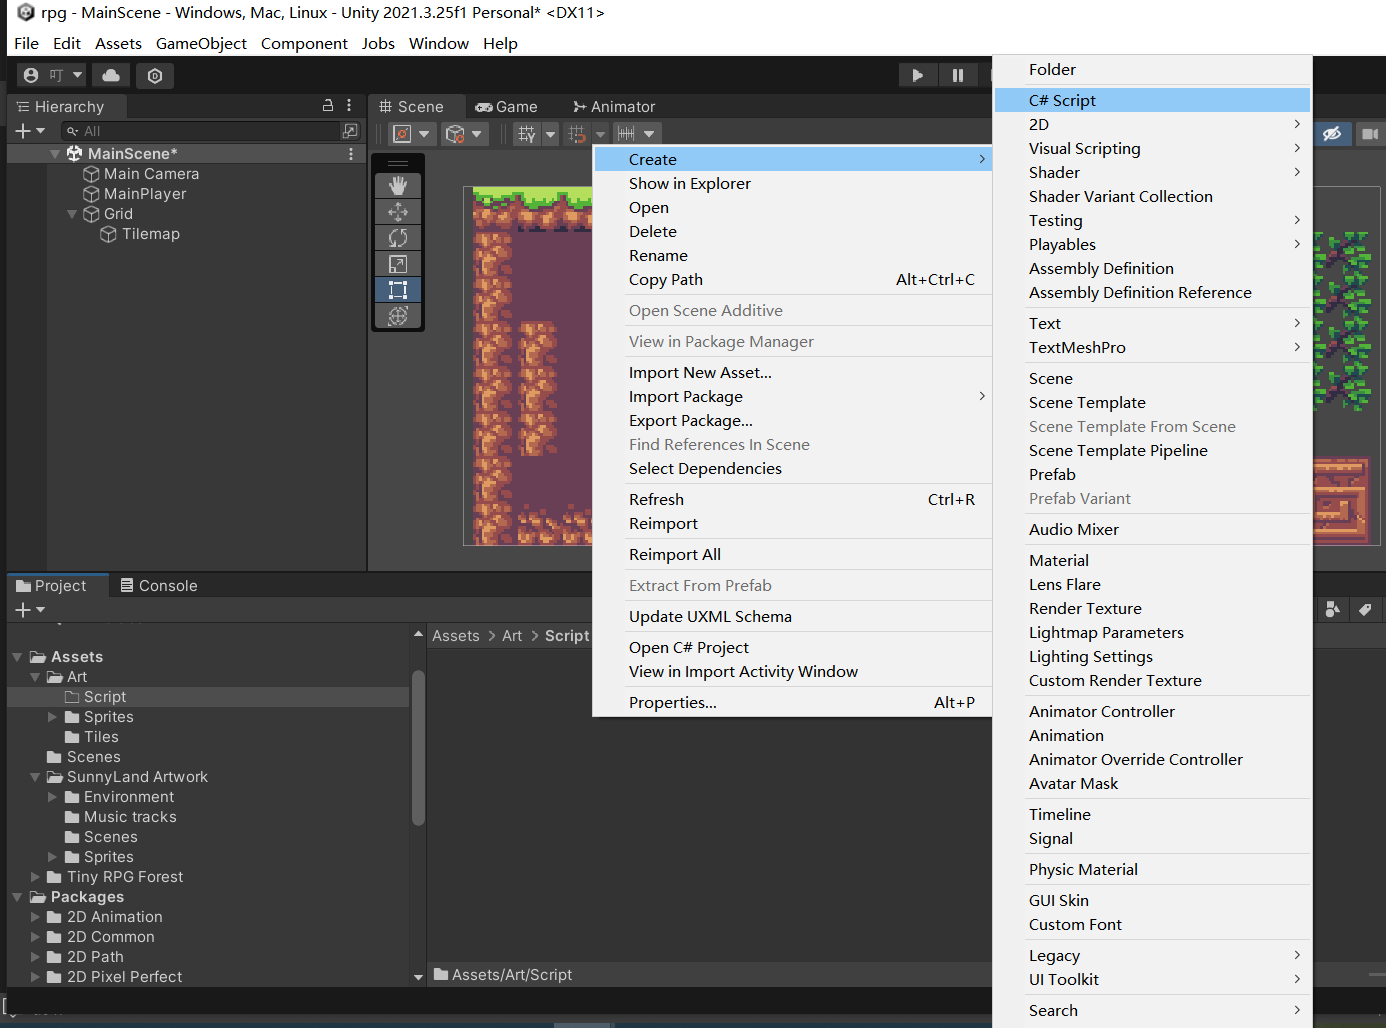 rpg - MainScene - Windows, Mac, Linux - Unity 2021.3.25f1 Personal* <DX11>
File Edit Assets GameObject Component Jobs Window Help
叮
Hierarchy
All
MainScene*
Main Camera
MainPlayer
Grid
Tilemap
Scene Game Animator
Y
Create
Show in Explorer
Open
Delete
Rename
Copy Path Alt+Ctrl+C
Open Scene Additive
View in Package Manager
Import New Asset...
Import Package
Export Package...
Find References In Scene
Select Dependencies
Refresh Ctrl+R
Reimport
Reimport All
Extract From Prefab
Update UXML Schema
Open C# Project
View in Import Activity Window
Properties... Alt+P
Folder
C# Script
2D
Visual Scripting
Shader
Shader Variant Collection
Testing
Playables
Assembly Definition
Assembly Definition Reference
Text
TextMeshPro
Scene
Scene Template
Scene Template From Scene
Scene Template Pipeline
Prefab
Prefab Variant
Audio Mixer
Material
Lens Flare
Render Texture
Lightmap Parameters
Lighting Settings
Custom Render Texture
Animator Controller
Animation
Animator Override Controller
Avatar Mask
Timeline
Signal
Physic Material
GUI Skin
Custom Font
Legacy
UI Toolkit
Search
Project Console
Assets
Art
Script
Sprites
Tiles
Scenes
SunnyLand Artwork
Environment
Music tracks
Scenes
Sprites
Tiny RPG Forest
Packages
2D Animation
2D Common
2D Path
2D Pixel Perfect
Assets > Art > Script
Assets/Art/Script